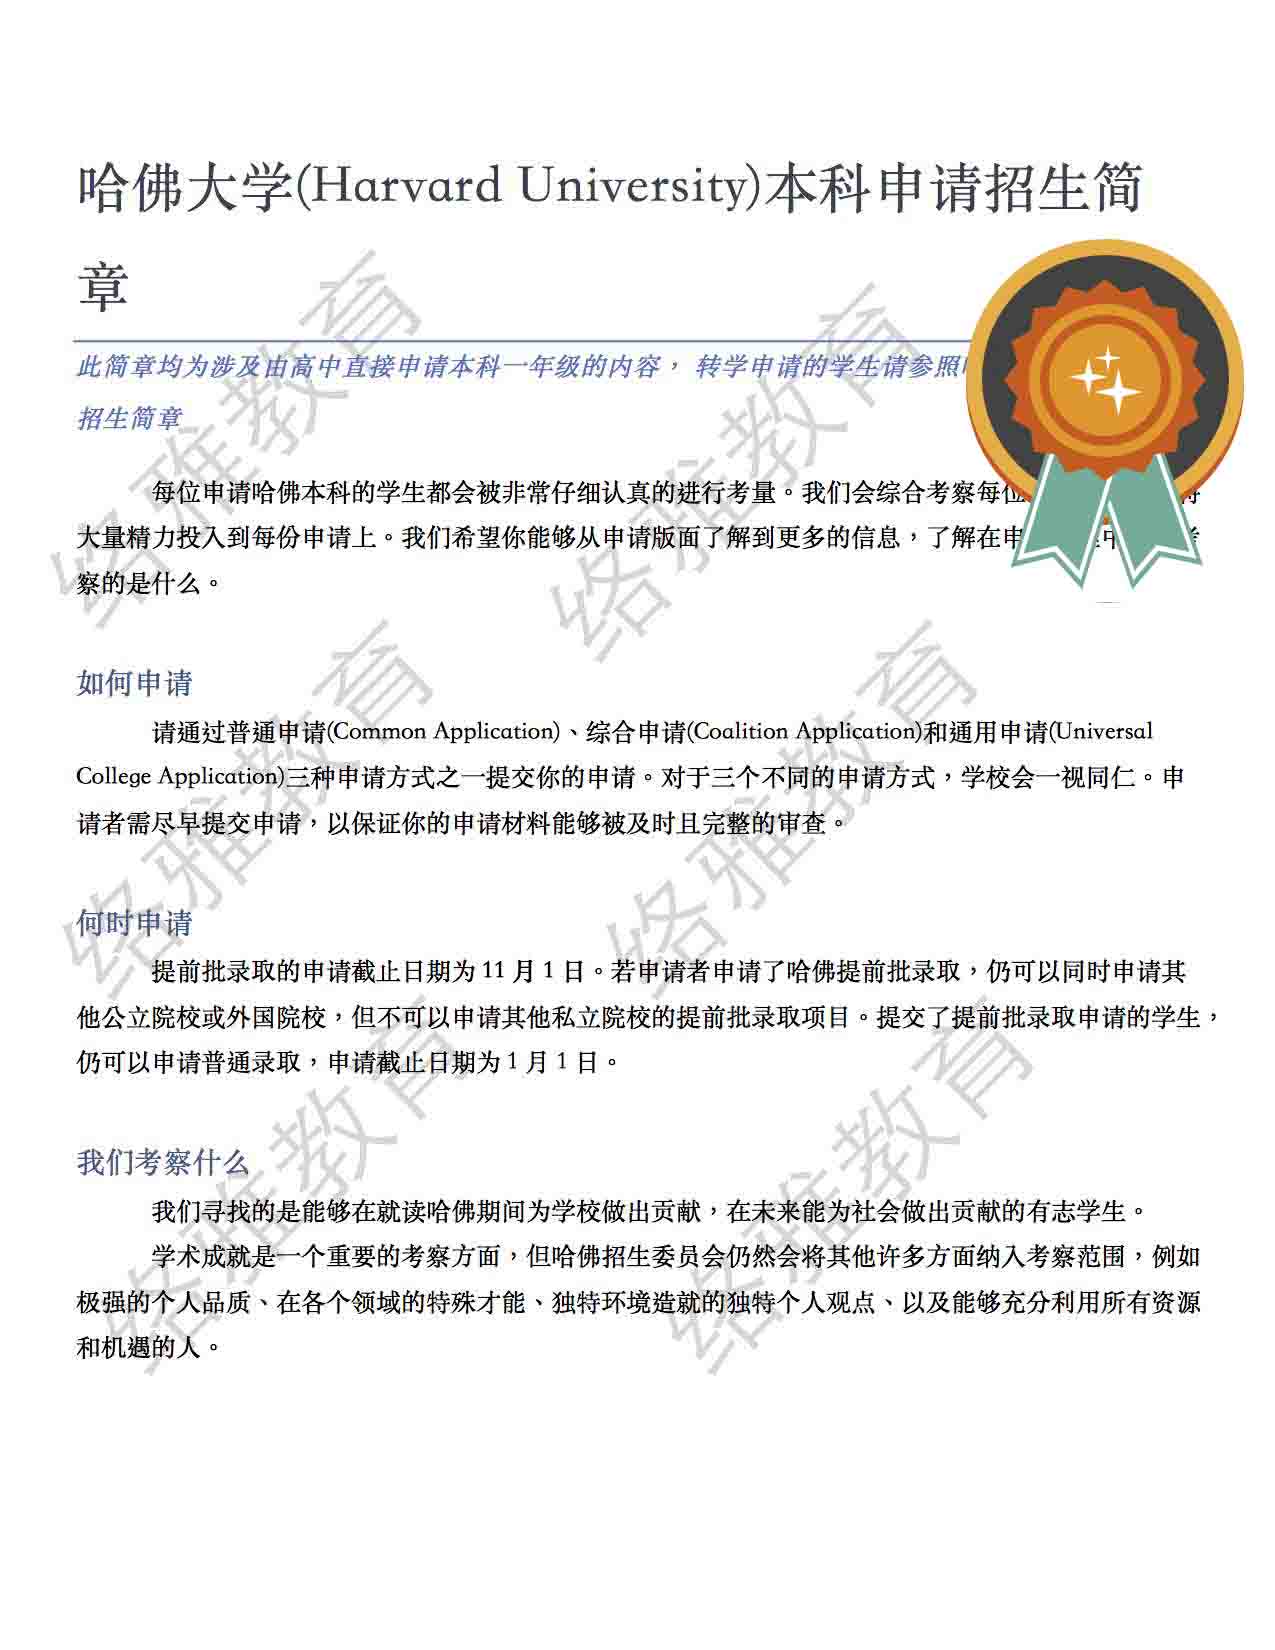 哈佛大学(Harvard University)本科申请招生简
章
此简章均为涉及由高中直接申请本科一年级的内容， 转学申请的学生请参照
招生简章
每位申请哈佛本科的学生都会被非常仔细认真的进行考量。我们会综合考察每位
大量精力投入到每份申请上。我们希望你能够从申请版面了解到更多的信息，了解在申
察的是什么。
如何申请
请通过普通申请(Common Application)、综合申请(Coalition Application)和通用申请(Universal
College Application)三种申请方式之一提交你的申请。对于三个不同的申请方式，学校会一视同仁。申
请者需尽早提交申请，以保证你的申请材料能够被及时且完整的审查。
何时申请
提前批录取的申请截止日期为 11 月 1 日。若申请者申请了哈佛提前批录取，仍可以同时申请其
他公立院校或外国院校，但不可以申请其他私立院校的提前批录取项目。提交了提前批录取申请的学生，
仍可以申请普通录取，申请截止日期为 1 月 1 日。
我们考察什么
我们寻找的是能够在就读哈佛期间为学校做出贡献，在未来能为社会做出贡献的有志学生。
学术成就是一个重要的考察方面，但哈佛招生委员会仍然会将其他许多方面纳入考察范围，例如
极强的个人品质、在各个领域的特殊才能、独特环境造就的独特个人观点、以及能够充分利用所有资源
和机遇的人。
络雅教育
络雅教育
络雅教育
络雅教育
络雅教育
络雅教育